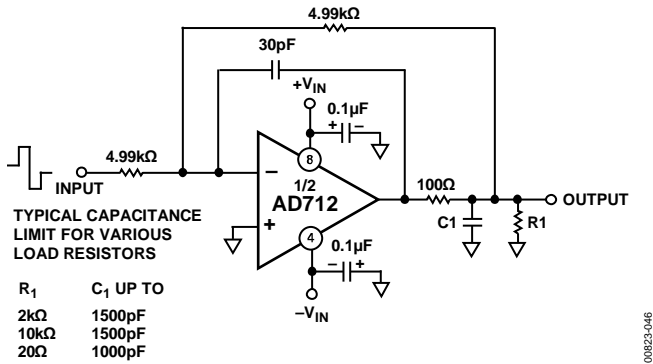 4.99kΩ
30pF
+VIN
0.1µF
+ –
4.99kΩ
–
8
1/2
AD712
100Ω
OUTPUT
INPUT
+
C1
R1
TYPICAL CAPACITANCE
LIMIT FOR VARIOUS
LOAD RESISTORS
4
0.1µF
– +
–VIN
R1 C1 UP TO
2kΩ 1500pF
10kΩ 1500pF
20Ω 1000pF
00823-046